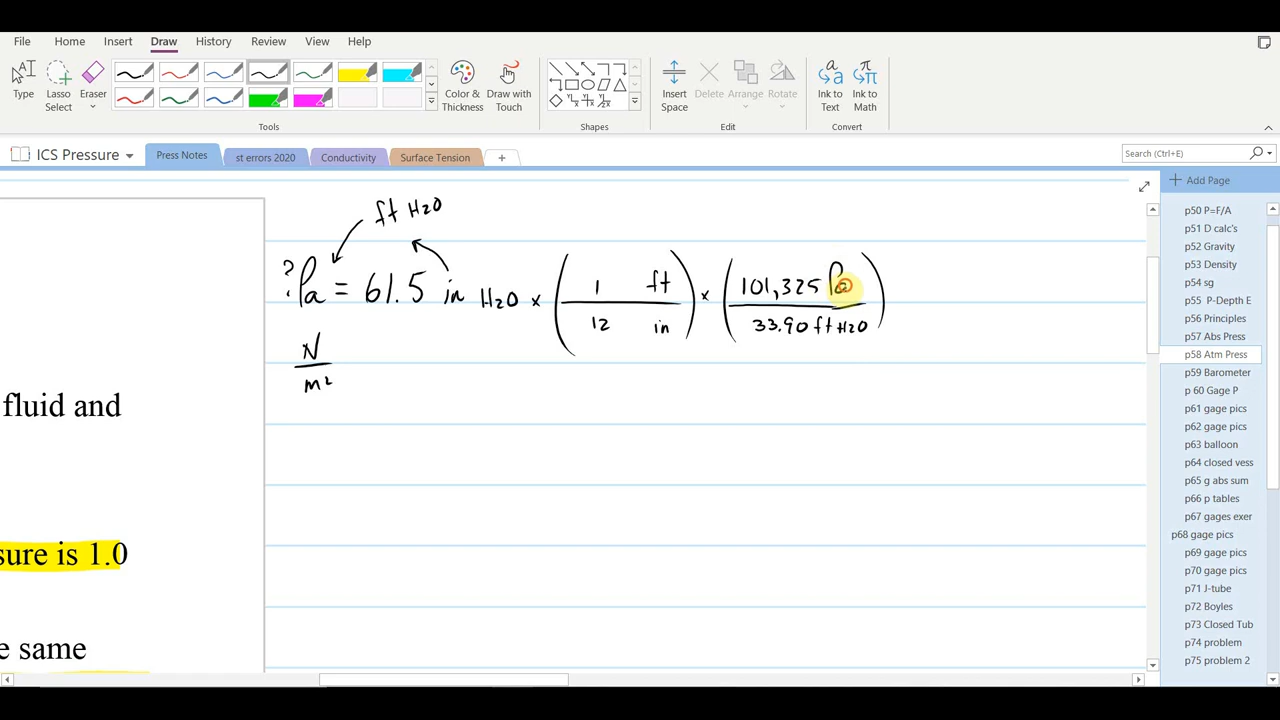 File Home Insert Draw History Review View Help
Type Lasso Select Eraser Color & Thickness Draw with Touch Insert Space Delete Arrange Rotate Ink to Text Ink to Math
Tools Shapes Edit Convert
ICS Pressure Press Notes st errors 2020 Conductivity Surface Tension + Search (Ctrl+E)
Add Page
p50 P=F/A
p51 D calc's
p52 Gravity
p53 Density
p54 sg
p55 P-Depth E
p56 Principles
p57 Abs Press
p58 Atm Press
p59 Barometer
p 60 Gage P
p61 gage pics
p62 gage pics
p63 balloon
p64 closed vess
p65 g abs sum
p66 p tables
p67 gages exer
p68 gage pics
p69 gage pics
p70 gage pics
p71 J-tube
p72 Boyles
p73 Closed Tub
p74 problem
p75 problem 2
ft H2O
? Pa = 61.5 in H2O × ( 1 ft / 12 in ) × ( 101,325 Pa / 33.90 ft H2O )
N
m²
fluid and
sure is 1.0
e same